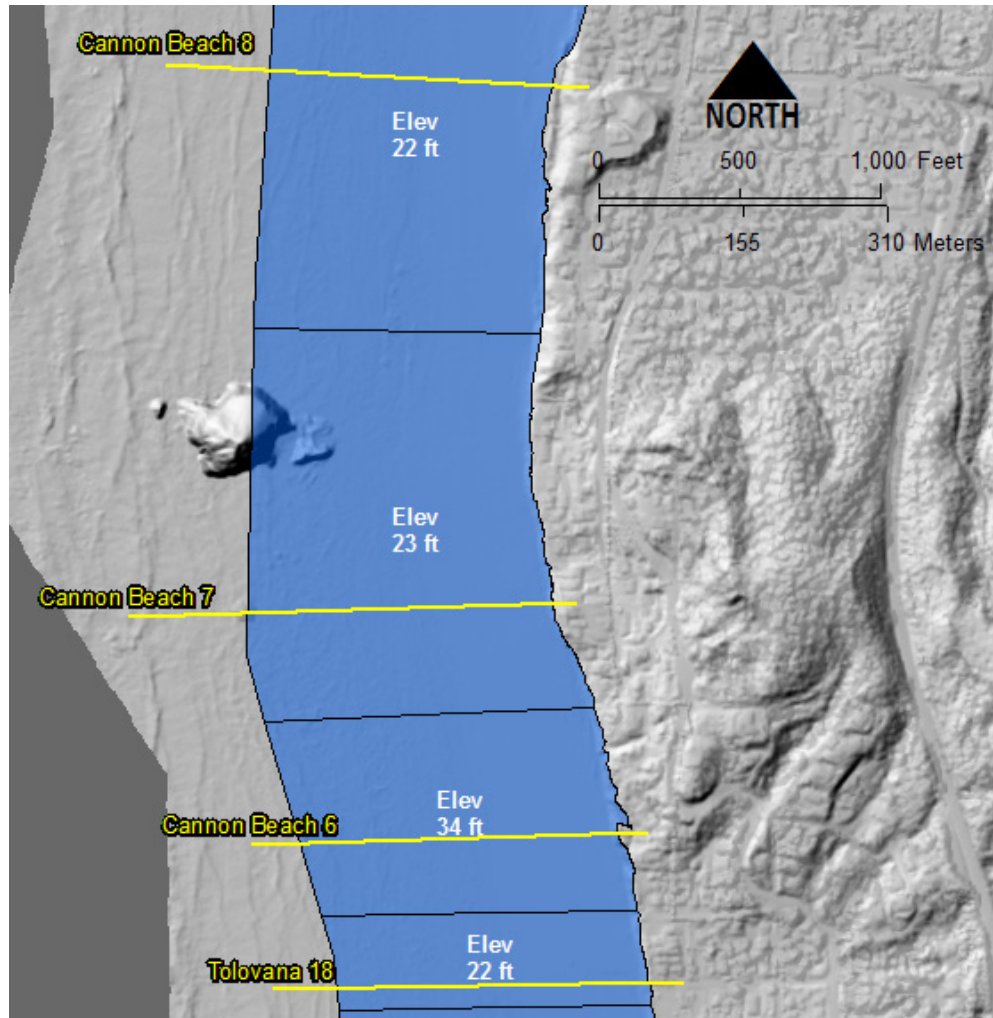 Cannon Beach 8
Elev
22 ft
NORTH
0 500 1,000 Feet
0 155 310 Meters
Elev
23 ft
Cannon Beach 7
Elev
34 ft
Cannon Beach 6
Elev
22 ft
Tolovana 18